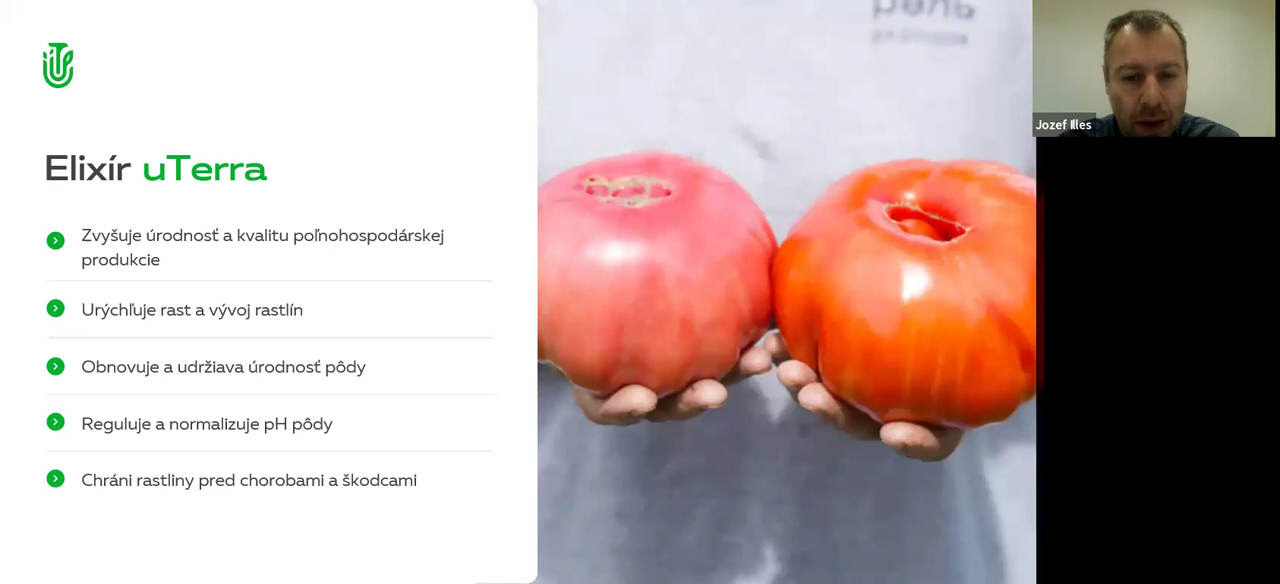 Elixír uTerra
Zvyšuje úrodnosť a kvalitu poľnohospodárskej
produkcie
Urýchľuje rast a vývoj rastlín
Obnovuje a udržiava úrodnosť pôdy
Reguluje a normalizuje pH pôdy
Chráni rastliny pred chorobami a škodcami
Jozef Illes